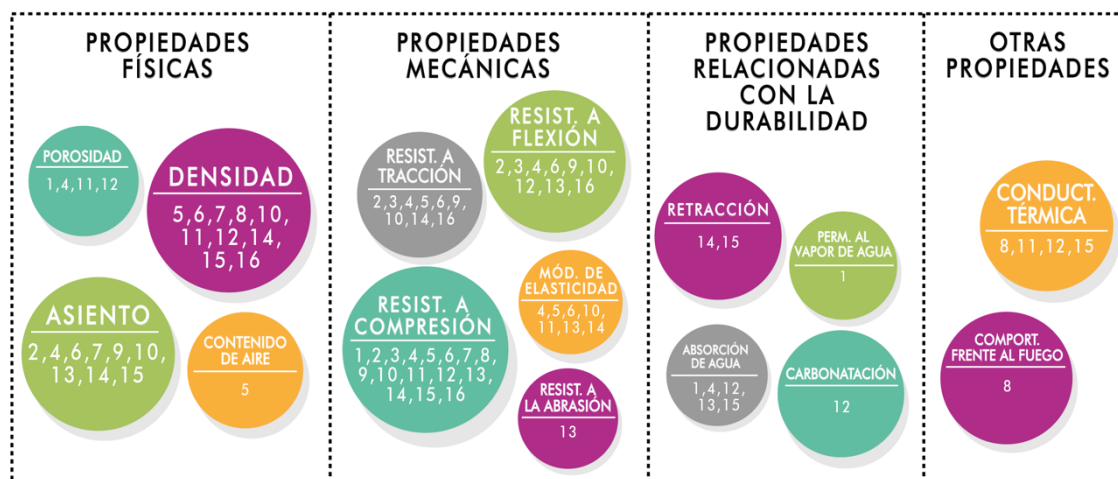 PROPIEDADES
FÍSICAS
POROSIDAD
1,4,11,12
DENSIDAD
5,6,7,8,10,
11,12,14,
15,16
ASIENTO
2,4,6,7,9,10,
13,14,15
CONTENIDO
DE AIRE
5
PROPIEDADES
MECÁNICAS
RESIST. A
TRACCIÓN
2,3,4,5,6,9,
10,14,16
RESIST. A
FLEXIÓN
2,3,4,6,9,10,
12,13,16
RESIST. A
COMPRESIÓN
1,2,3,4,5,6,7,8,
9,10,11,12,13,
14,15,16
MÓD. DE
ELASTICIDAD
4,5,6,10,
11,13,14
RESIST. A
LA ABRASIÓN
13
PROPIEDADES
RELACIONADAS
CON LA
DURABILIDAD
RETRACCIÓN
14,15
PERM. AL
VAPOR DE AGUA
1
ABSORCIÓN
DE AGUA
1,4,12,
13,15
CARBONATACIÓN
12
OTRAS
PROPIEDADES
CONDUCT.
TÉRMICA
8,11,12,15
COMPORT.
FRENTE AL FUEGO
8